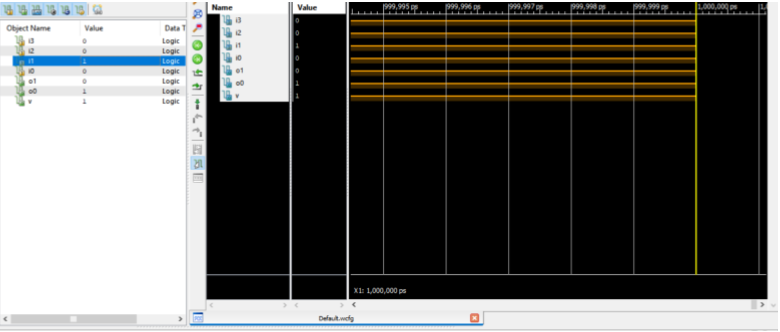 Object Name Value Data T
i3 0 Logic
i2 0 Logic
i1 1 Logic
i0 0 Logic
o1 0 Logic
o0 1 Logic
v 1 Logic
Name Value
i3 0
i2 0
i1 1
i0 0
o1 0
o0 1
v 1
999,995 ps 999,996 ps 999,997 ps 999,998 ps 999,999 ps 1,000,000 ps
X1: 1,000,000 ps
Default.wcfg